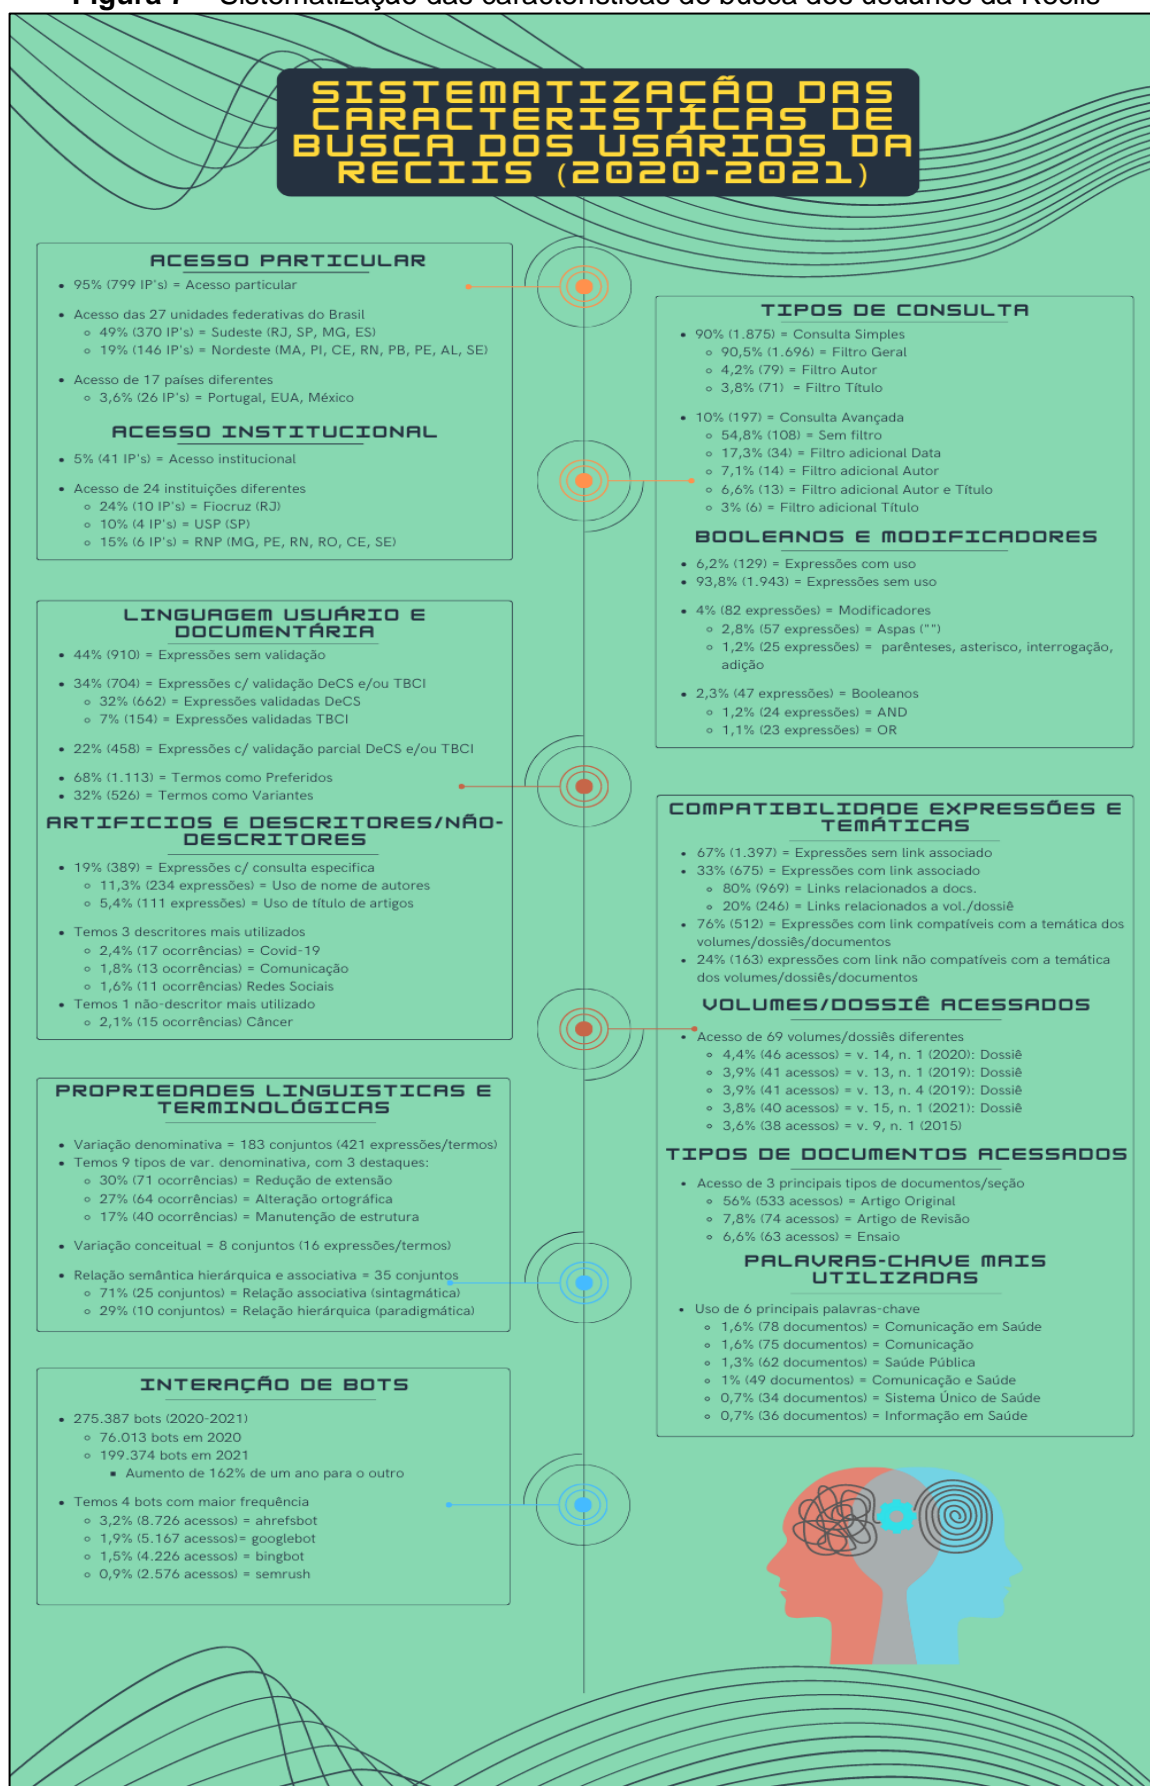 Figura 7 – Sistematização das características de busca dos usuários da Reciis
SISTEMATIZAÇÃO DAS
CARACTERISTÍCAS DE
BUSCA DOS USÁRIOS DA
RECIIS (2020-2021)
ACESSO PARTICULAR
• 95% (799 IP's) = Acesso particular
• Acesso das 27 unidades federativas do Brasil
◦ 49% (370 IP's) = Sudeste (RJ, SP, MG, ES)
◦ 19% (146 IP's) = Nordeste (MA, PI, CE, RN, PB, PE, AL, SE)
• Acesso de 17 países diferentes
◦ 3,6% (26 IP's) = Portugal, EUA, México
ACESSO INSTITUCIONAL
• 5% (41 IP's) = Acesso institucional
• Acesso de 24 instituições diferentes
◦ 24% (10 IP's) = Fiocruz (RJ)
◦ 10% (4 IP's) = USP (SP)
◦ 15% (6 IP's) = RNP (MG, PE, RN, RO, CE, SE)
TIPOS DE CONSULTA
• 90% (1.875) = Consulta Simples
◦ 90,5% (1.696) = Filtro Geral
◦ 4,2% (79) = Filtro Autor
◦ 3,8% (71) = Filtro Título
• 10% (197) = Consulta Avançada
◦ 54,8% (108) = Sem filtro
◦ 17,3% (34) = Filtro adicional Data
◦ 7,1% (14) = Filtro adicional Autor
◦ 6,6% (13) = Filtro adicional Autor e Título
◦ 3% (6) = Filtro adicional Título
BOOLEANOS E MODIFICADORES
• 6,2% (129) = Expressões com uso
• 93,8% (1.943) = Expressões sem uso
• 4% (82 expressões) = Modificadores
◦ 2,8% (57 expressões) = Aspas ("")
◦ 1,2% (25 expressões) = parênteses, asterisco, interrogação,
adição
• 2,3% (47 expressões) = Booleanos
◦ 1,2% (24 expressões) = AND
◦ 1,1% (23 expressões) = OR
LINGUAGEM USUÁRIO E
DOCUMENTÁRIA
• 44% (910) = Expressões sem validação
• 34% (704) = Expressões c/ validação DeCS e/ou TBCI
◦ 32% (662) = Expressões validadas DeCS
◦ 7% (154) = Expressões validadas TBCI
• 22% (458) = Expressões c/ validação parcial DeCS e/ou TBCI
• 68% (1.113) = Termos como Preferidos
• 32% (526) = Termos como Variantes
ARTIFICIOS E DESCRITORES/NÃO-
DESCRITORES
• 19% (389) = Expressões c/ consulta especifica
◦ 11,3% (234 expressões) = Uso de nome de autores
◦ 5,4% (111 expressões) = Uso de título de artigos
• Temos 3 descritores mais utilizados
◦ 2,4% (17 ocorrências) = Covid-19
◦ 1,8% (13 ocorrências) = Comunicação
◦ 1,6% (11 ocorrências) Redes Sociais
• Temos 1 não-descritor mais utilizado
◦ 2,1% (15 ocorrências) Câncer
COMPATIBILIDADE EXPRESSÕES E
TEMÁTICAS
• 67% (1.397) = Expressões sem link associado
• 33% (675) = Expressões com link associado
◦ 80% (969) = Links relacionados a docs.
◦ 20% (246) = Links relacionados a vol./dossiê
• 76% (512) = Expressões com link compatíveis com a temática dos
volumes/dossiês/documentos
• 24% (163) expressões com link não compatíveis com a temática
dos volumes/dossiês/documentos
VOLUMES/DOSSIÊ ACESSADOS
• Acesso de 69 volumes/dossiês diferentes
◦ 4,4% (46 acessos) = v. 14, n. 1 (2020): Dossiê
◦ 3,9% (41 acessos) = v. 13, n. 1 (2019): Dossiê
◦ 3,9% (41 acessos) = v. 13, n. 4 (2019): Dossiê
◦ 3,8% (40 acessos) = v. 15, n. 1 (2021): Dossiê
◦ 3,6% (38 acessos) = v. 9, n. 1 (2015)
TIPOS DE DOCUMENTOS ACESSADOS
• Acesso de 3 principais tipos de documentos/seção
◦ 56% (533 acessos) = Artigo Original
◦ 7,8% (74 acessos) = Artigo de Revisão
◦ 6,6% (63 acessos) = Ensaio
PALAVRAS-CHAVE MAIS
UTILIZADAS
• Uso de 6 principais palavras-chave
◦ 1,6% (78 documentos) = Comunicação em Saúde
◦ 1,6% (75 documentos) = Comunicação
◦ 1,3% (62 documentos) = Saúde Pública
◦ 1% (49 documentos) = Comunicação e Saúde
◦ 0,7% (34 documentos) = Sistema Único de Saúde
◦ 0,7% (36 documentos) = Informação em Saúde
PROPRIEDADES LINGUISTICAS E
TERMINOLÓGICAS
• Variação denominativa = 183 conjuntos (421 expressões/termos)
• Temos 9 tipos de var. denominativa, com 3 destaques:
◦ 30% (71 ocorrências) = Redução de extensão
◦ 27% (64 ocorrências) = Alteração ortográfica
◦ 17% (40 ocorrências) = Manutenção de estrutura
• Variação conceitual = 8 conjuntos (16 expressões/termos)
• Relação semântica hierárquica e associativa = 35 conjuntos
◦ 71% (25 conjuntos) = Relação associativa (sintagmática)
◦ 29% (10 conjuntos) = Relação hierárquica (paradigmática)
INTERAÇÃO DE BOTS
• 275.387 bots (2020-2021)
◦ 76.013 bots em 2020
◦ 199.374 bots em 2021
▪ Aumento de 162% de um ano para o outro
• Temos 4 bots com maior frequência
◦ 3,2% (8.726 acessos) = ahrefsbot
◦ 1,9% (5.167 acessos)= googlebot
◦ 1,5% (4.226 acessos) = bingbot
◦ 0,9% (2.576 acessos) = semrush